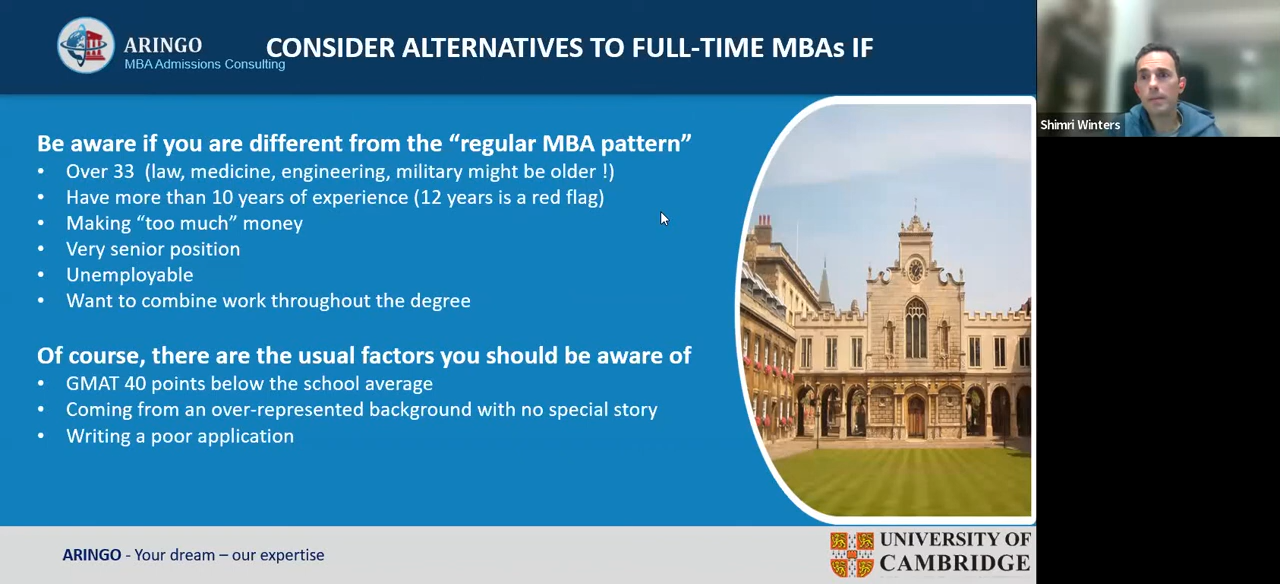 ARINGO
MBA Admissions Consulting
CONSIDER ALTERNATIVES TO FULL-TIME MBAs IF
Shimri Winters
Be aware if you are different from the “regular MBA pattern”
• Over 33 (law, medicine, engineering, military might be older !)
• Have more than 10 years of experience (12 years is a red flag)
• Making “too much” money
• Very senior position
• Unemployable
• Want to combine work throughout the degree
Of course, there are the usual factors you should be aware of
• GMAT 40 points below the school average
• Coming from an over-represented background with no special story
• Writing a poor application
ARINGO - Your dream – our expertise
UNIVERSITY OF
CAMBRIDGE